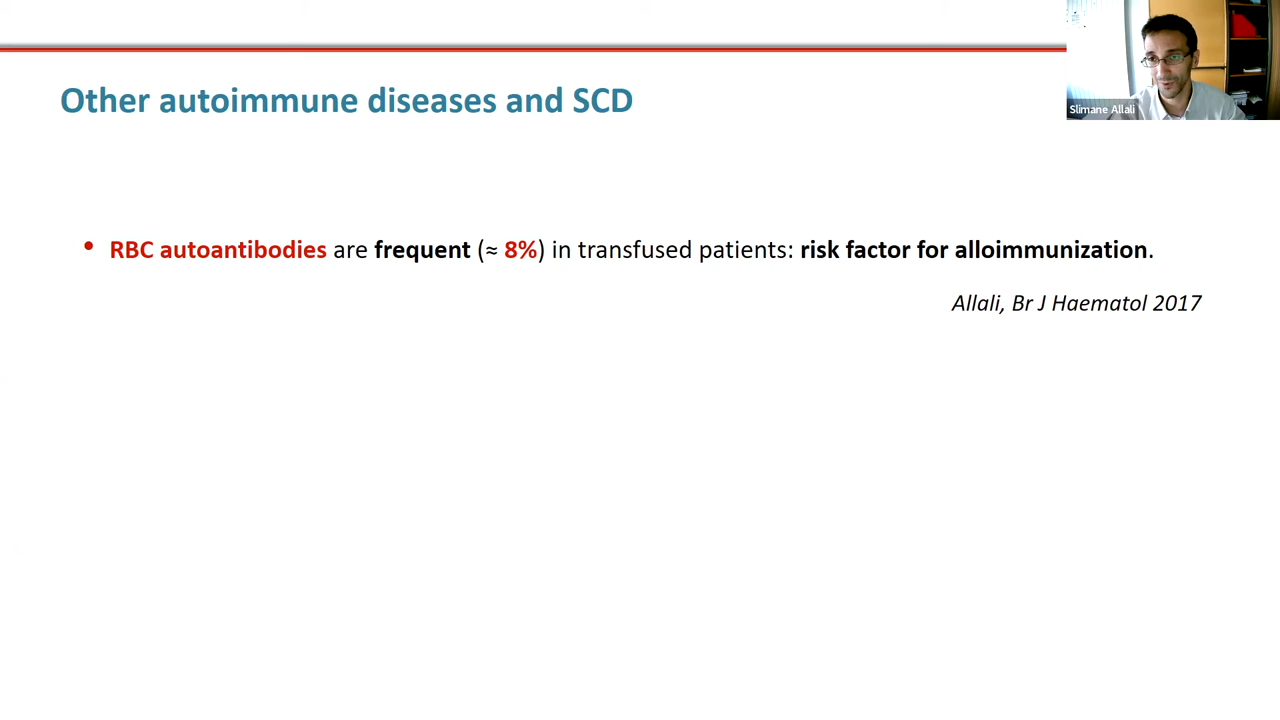 Other autoimmune diseases and SCD
Slimane Allali
• RBC autoantibodies are frequent (≈ 8%) in transfused patients: risk factor for alloimmunization.
Allali, Br J Haematol 2017